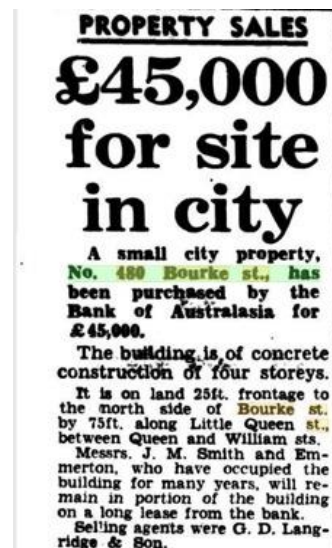 PROPERTY SALES
£45,000
for site
in city
A small city property,
No. 480 Bourke st., has
been purchased by the
Bank of Australasia for
£45,000.
The building is of concrete
construction of four storeys.
It is on land 25ft. frontage to
the north side of Bourke st.
by 75ft. along Little Queen
st., between Queen and William sts.
Messrs. J. M. Smith and Em-
merton, who have occupied the
building for many years, will re-
main in portion of the building
on a long lease from the bank.
Selling agents were G. D. Lang-
ridge & Son.